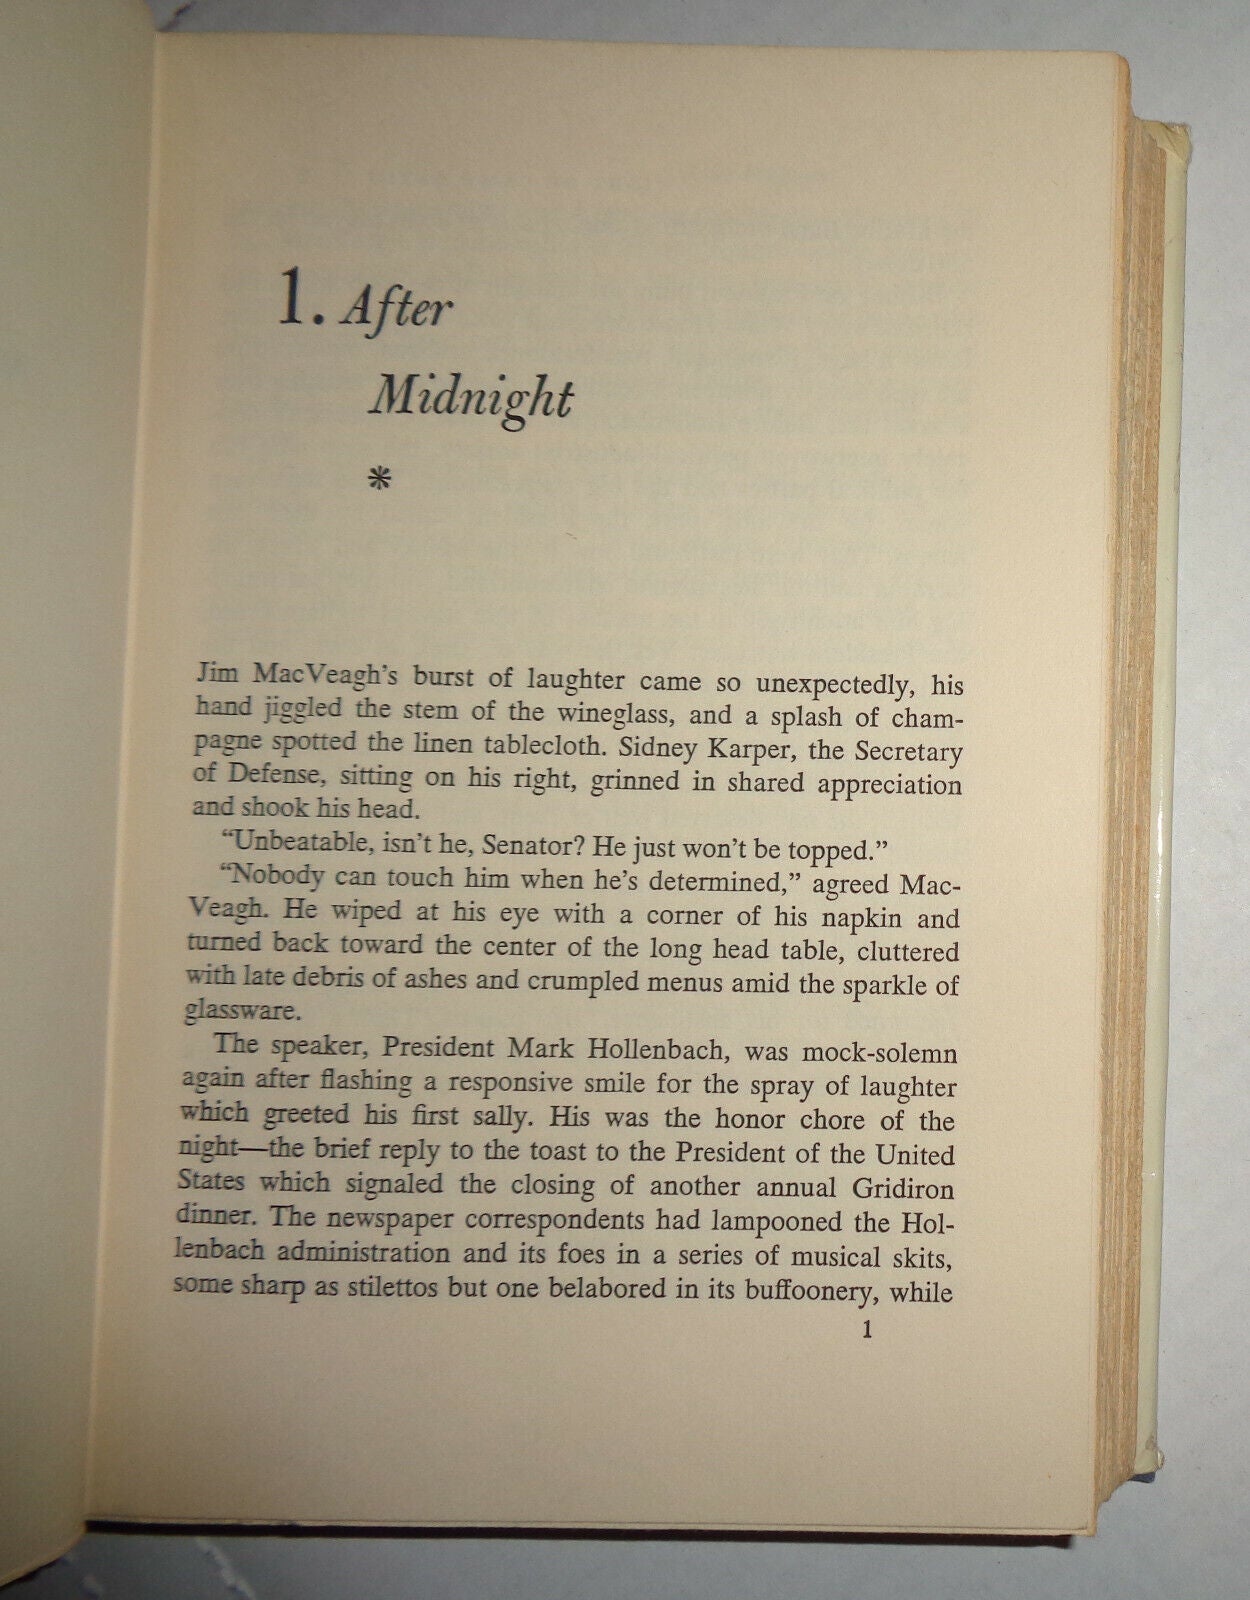 1. After
Midnight
*
Jim MacVeagh's burst of laughter came so unexpectedly, his
hand jiggled the stem of the wineglass, and a splash of cham-
pagne spotted the linen tablecloth. Sidney Karper, the Secretary
of Defense, sitting on his right, grinned in shared appreciation
and shook his head.
"Unbeatable, isn't he, Senator? He just won't be topped."
"Nobody can touch him when he's determined," agreed Mac-
Veagh. He wiped at his eye with a corner of his napkin and
turned back toward the center of the long head table, cluttered
with late debris of ashes and crumpled menus amid the sparkle of
glassware.
The speaker, President Mark Hollenbach, was mock-solemn
again after flashing a responsive smile for the spray of laughter
which greeted his first sally. His was the honor chore of the
night—the brief reply to the toast to the President of the United
States which signaled the closing of another annual Gridiron
dinner. The newspaper correspondents had lampooned the Hol-
lenbach administration and its foes in a series of musical skits,
some sharp as stilettos but one belabored in its buffoonery, while
1